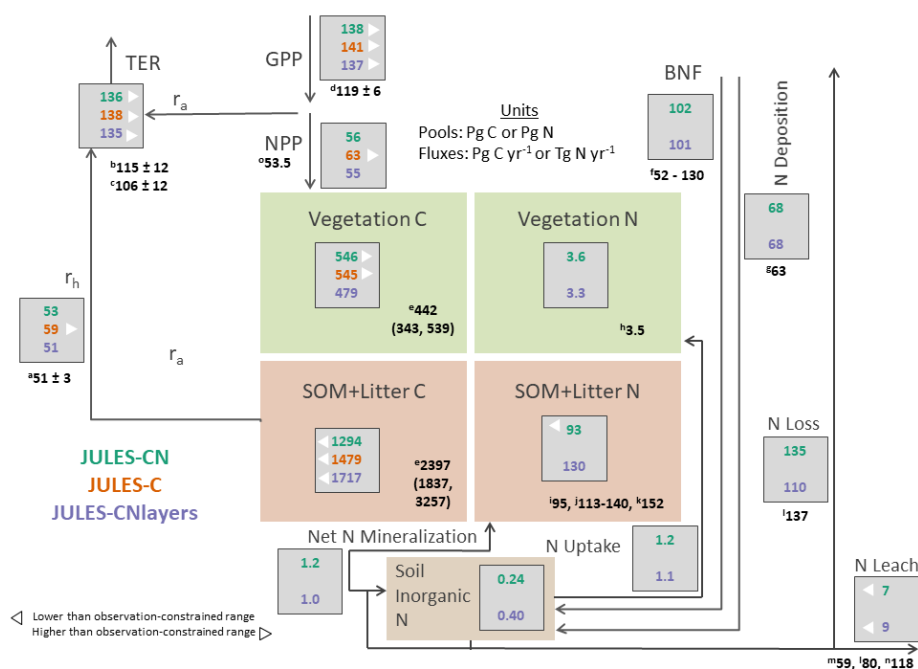 TER
136
138
135
ᵇ115 ± 12
ᶜ106 ± 12
rₐ
GPP
138
141
137
ᵈ119 ± 6
NPP
ᵒ53.5
56
63
55
Units
Pools: Pg C or Pg N
Fluxes: Pg C yr⁻¹ or Tg N yr⁻¹
BNF
102
101
ᶠ52 - 130
N Deposition
68
68
ᵍ63
Vegetation C
546
545
479
ᵉ442
(343, 539)
Vegetation N
3.6
3.3
ʰ3.5
rₕ
53
59
51
ᵃ51 ± 3
rₐ
SOM+Litter C
1294
1479
1717
ᵉ2397
(1837,
3257)
SOM+Litter N
93
130
ⁱ95, ʲ113-140, ᵏ152
N Loss
135
110
ˡ137
JULES-CN
JULES-C
JULES-CNlayers
Net N Mineralization
1.2
1.0
N Uptake
1.2
1.1
Soil
Inorganic
N
0.24
0.40
N Leach
7
9
ᵐ59, ˡ80, ⁿ118
Lower than observation-constrained range
Higher than observation-constrained range